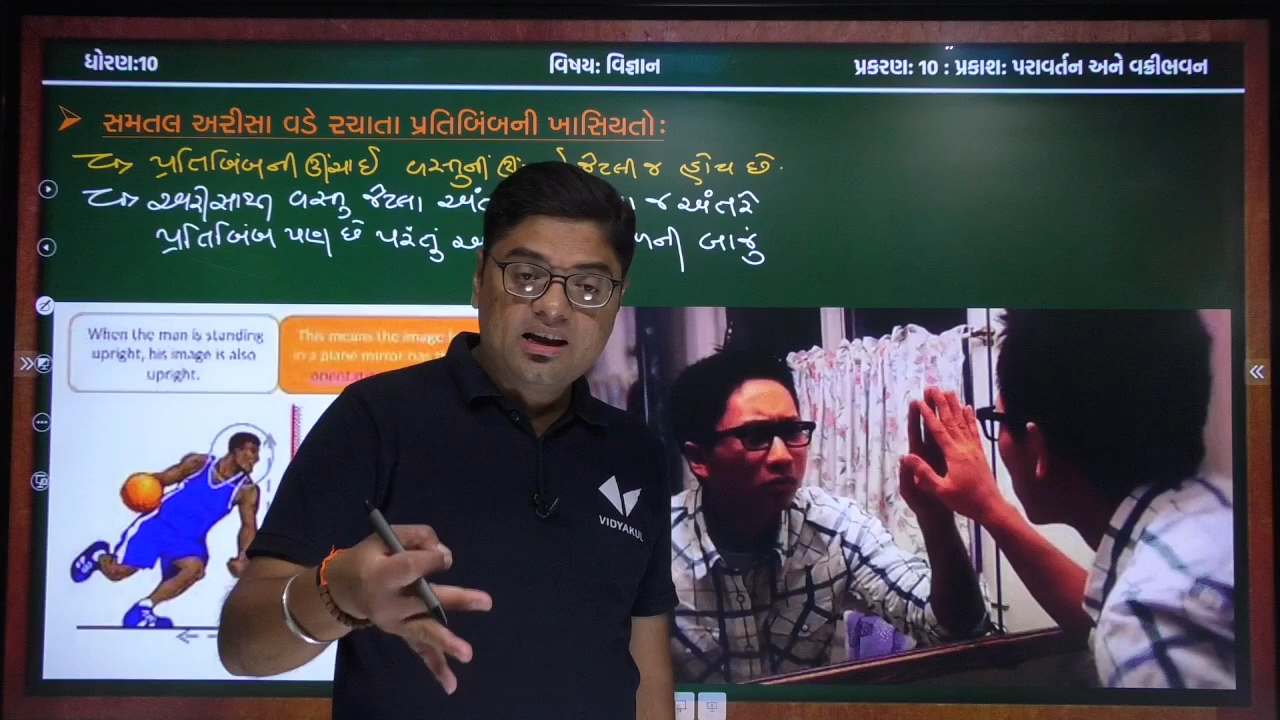 ધોરણ:10
વિષય: વિજ્ઞાન
પ્રકરણ: 10 : પ્રકાશ: પરાવર્તન અને વક્રીભવન
સમતલ અરીસા વડે રચાતા પ્રતિબિંબની ખાસિયતો:
પ્રતિબિંબની ઊંચાઈ વસ્તુની જેટલી જ હોય છે.
અરીસાથી વસ્તુ જેટલા જ અંતરે
પ્રતિબિંબ પણ છે પરંતું બાજું
When the man is standing
upright, his image is also
upright.
This means the image
in a plane mirror has
VIDYAKUL